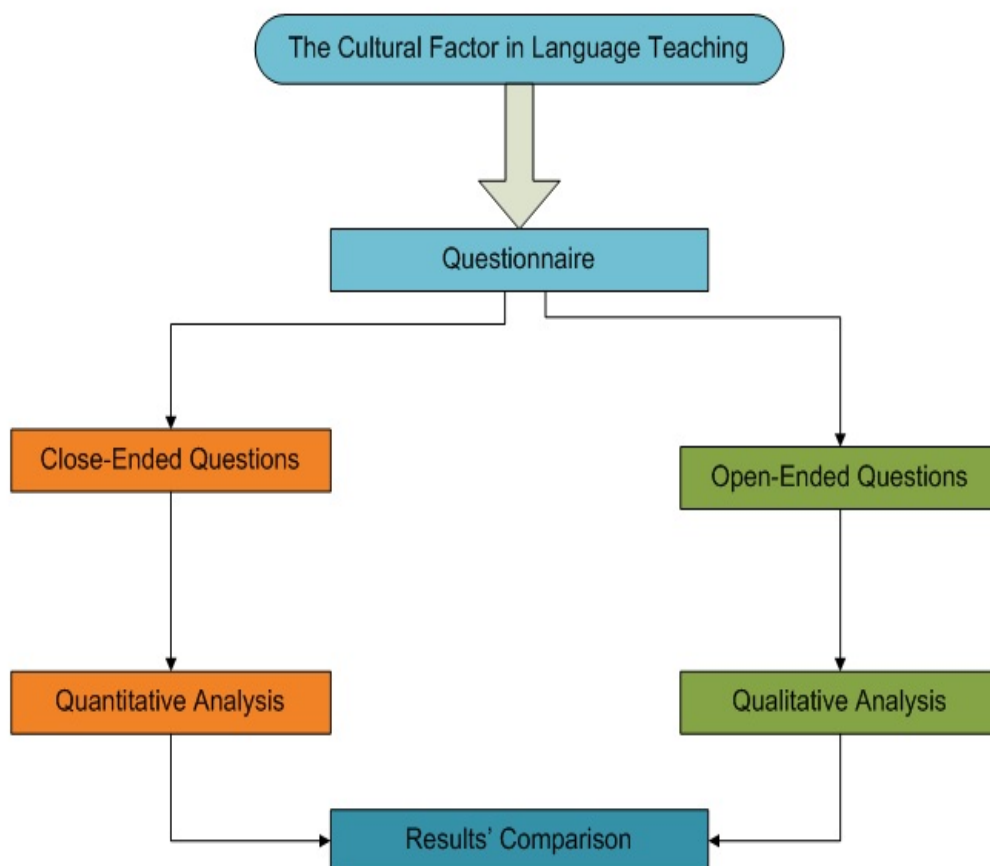 The Cultural Factor in Language Teaching
Questionnaire
Close-Ended Questions
Open-Ended Questions
Quantitative Analysis
Qualitative Analysis
Results’ Comparison